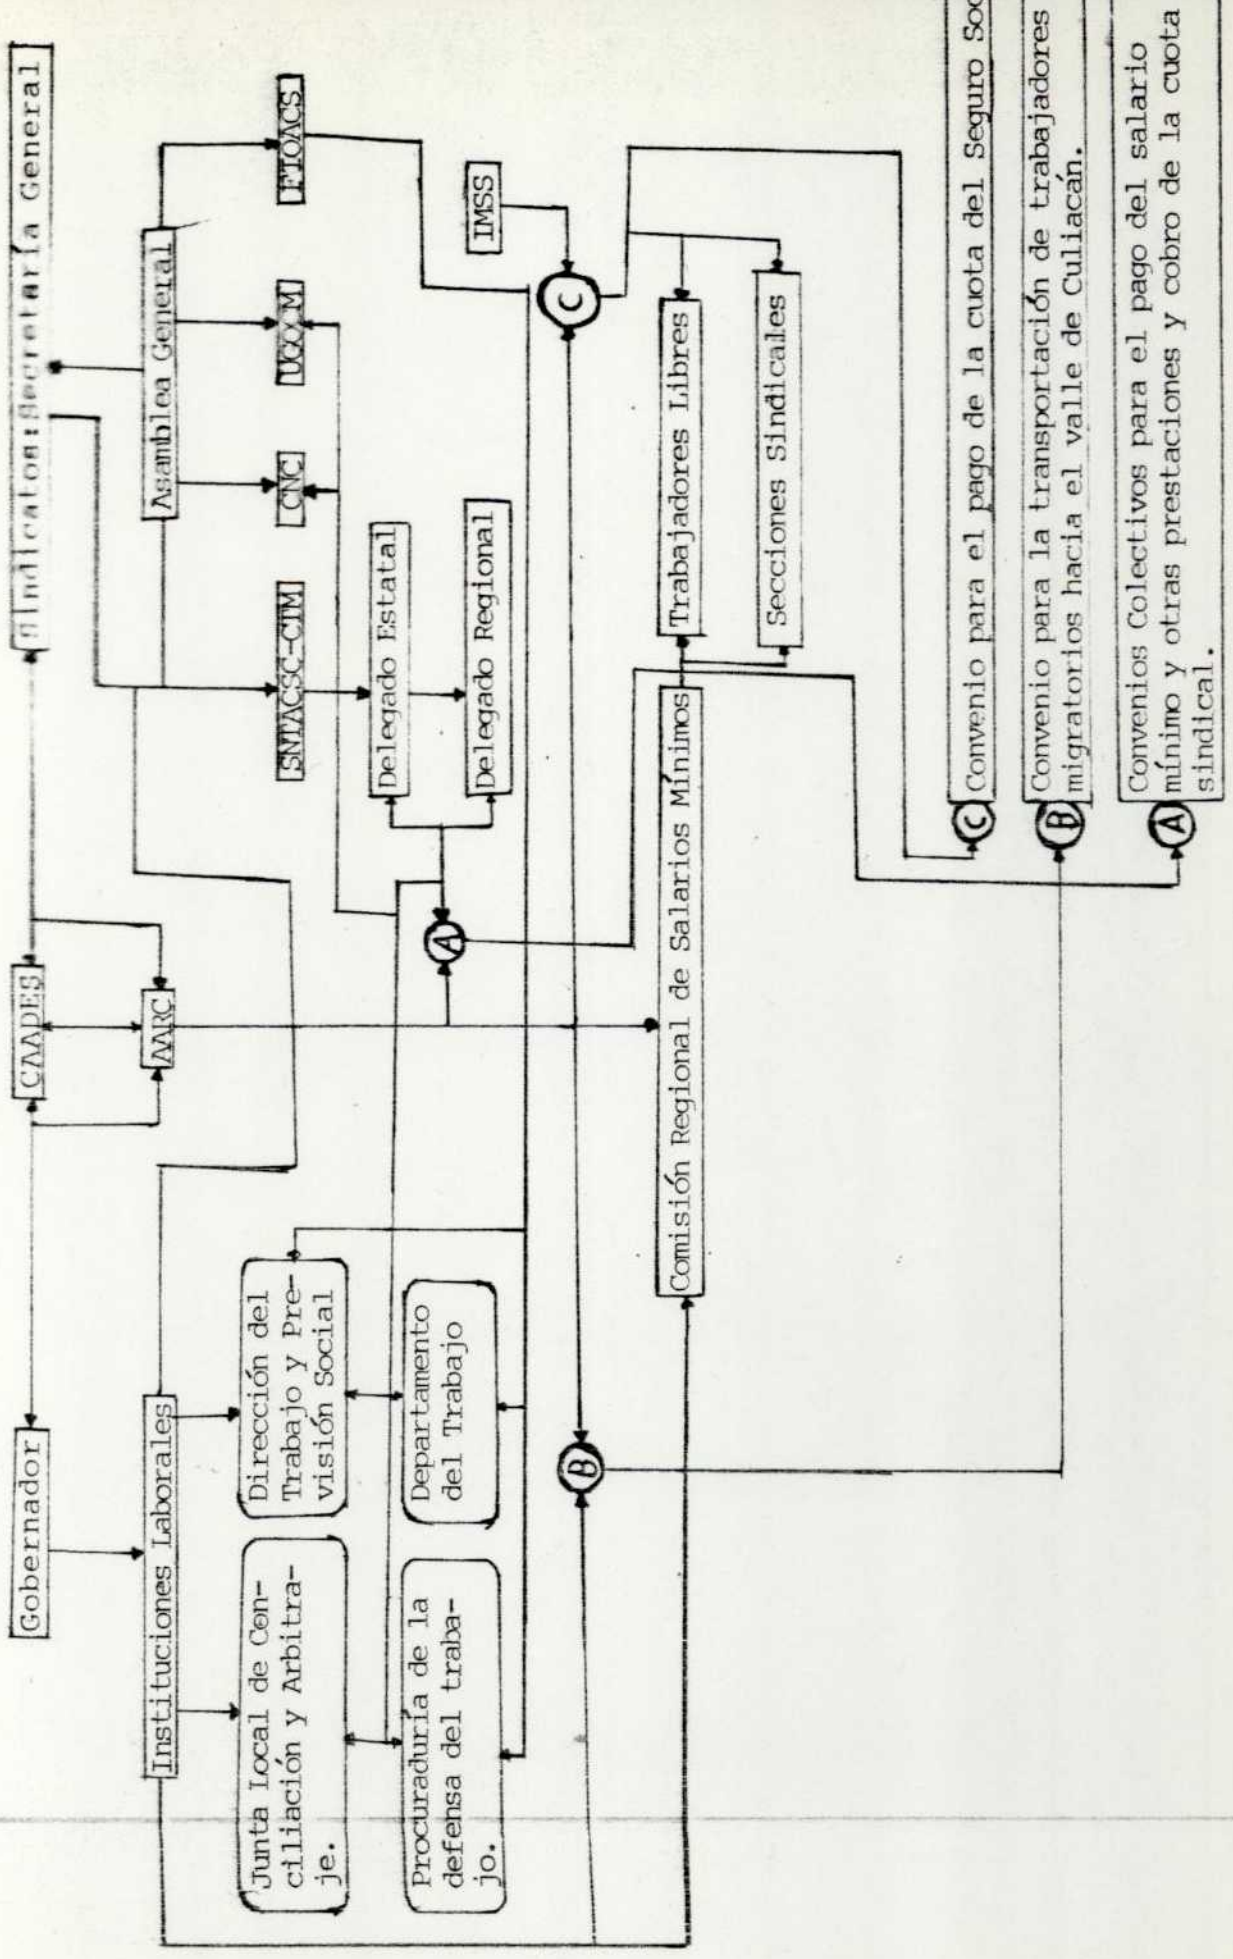 Gobernador
CAADES
Sindicatos:Secretaría General
Instituciones Laborales
AARC
Asamblea General
Junta Local de Con-
ciliación y Arbitra-
je.
Dirección del
Trabajo y Pre-
visión Social
SNTACSC-CTM
CNC
UGOCM
FIOACS
Procuraduría de la
defensa del traba-
jo.
Departamento
del Trabajo
A
Delegado Estatal
Delegado Regional
IMSS
B
C
Comisión Regional de Salarios Mínimos
Trabajadores Libres
Secciones Sindicales
C Convenio para el pago de la cuota del Seguro Soc
B Convenio para la transportación de trabajadores
migratorios hacia el valle de Culiacán.
A Convenios Colectivos para el pago del salario
mínimo y otras prestaciones y cobro de la cuota
sindical.